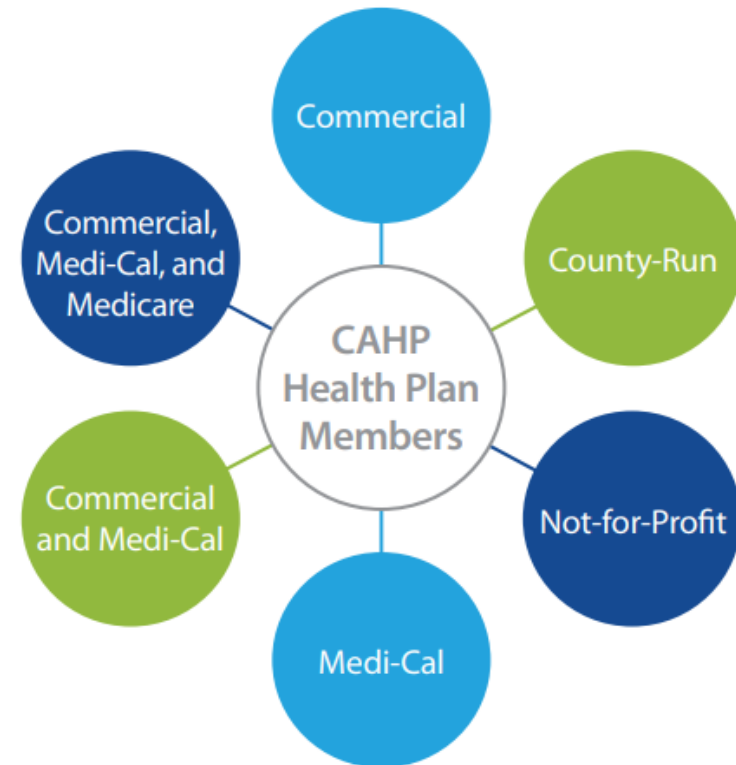 Commercial
County-Run
Not-for-Profit
Medi-Cal
Commercial
and Medi-Cal
Commercial,
Medi-Cal, and
Medicare
CAHP
Health Plan
Members